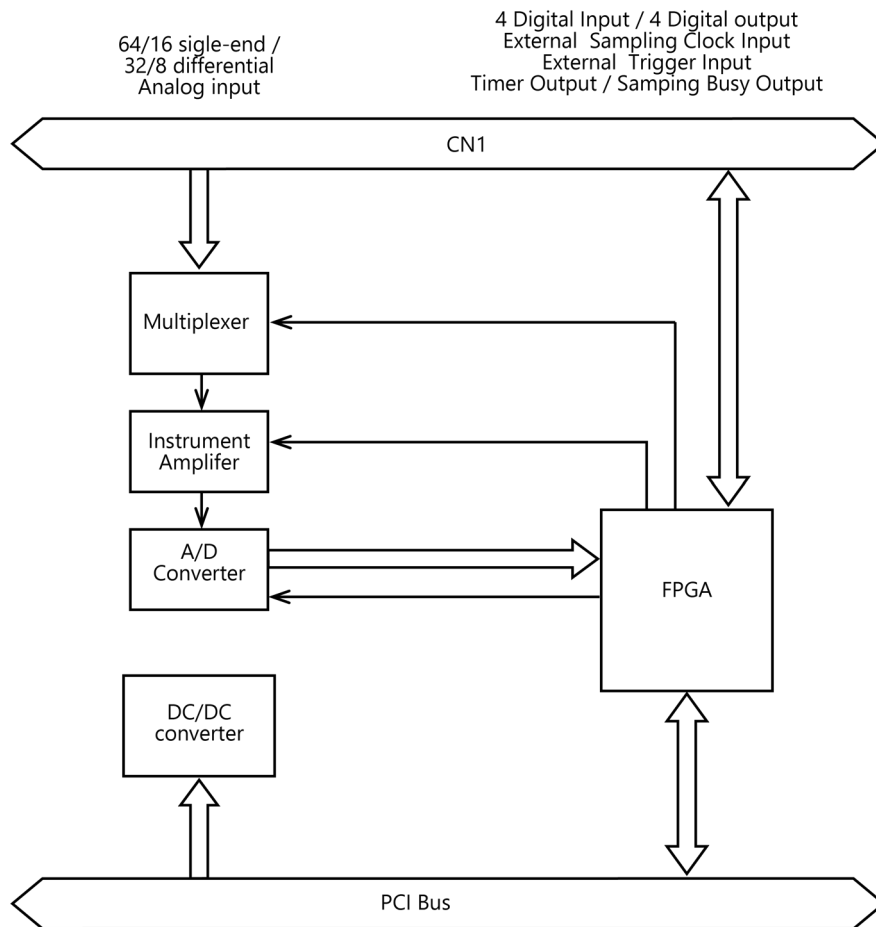 64/16 sigle-end /
32/8 differential
Analog input
4 Digital Input / 4 Digital output
External Sampling Clock Input
External Trigger Input
Timer Output / Samping Busy Output
CN1
Multiplexer
Instrument
Amplifer
A/D
Converter
FPGA
DC/DC
converter
PCI Bus